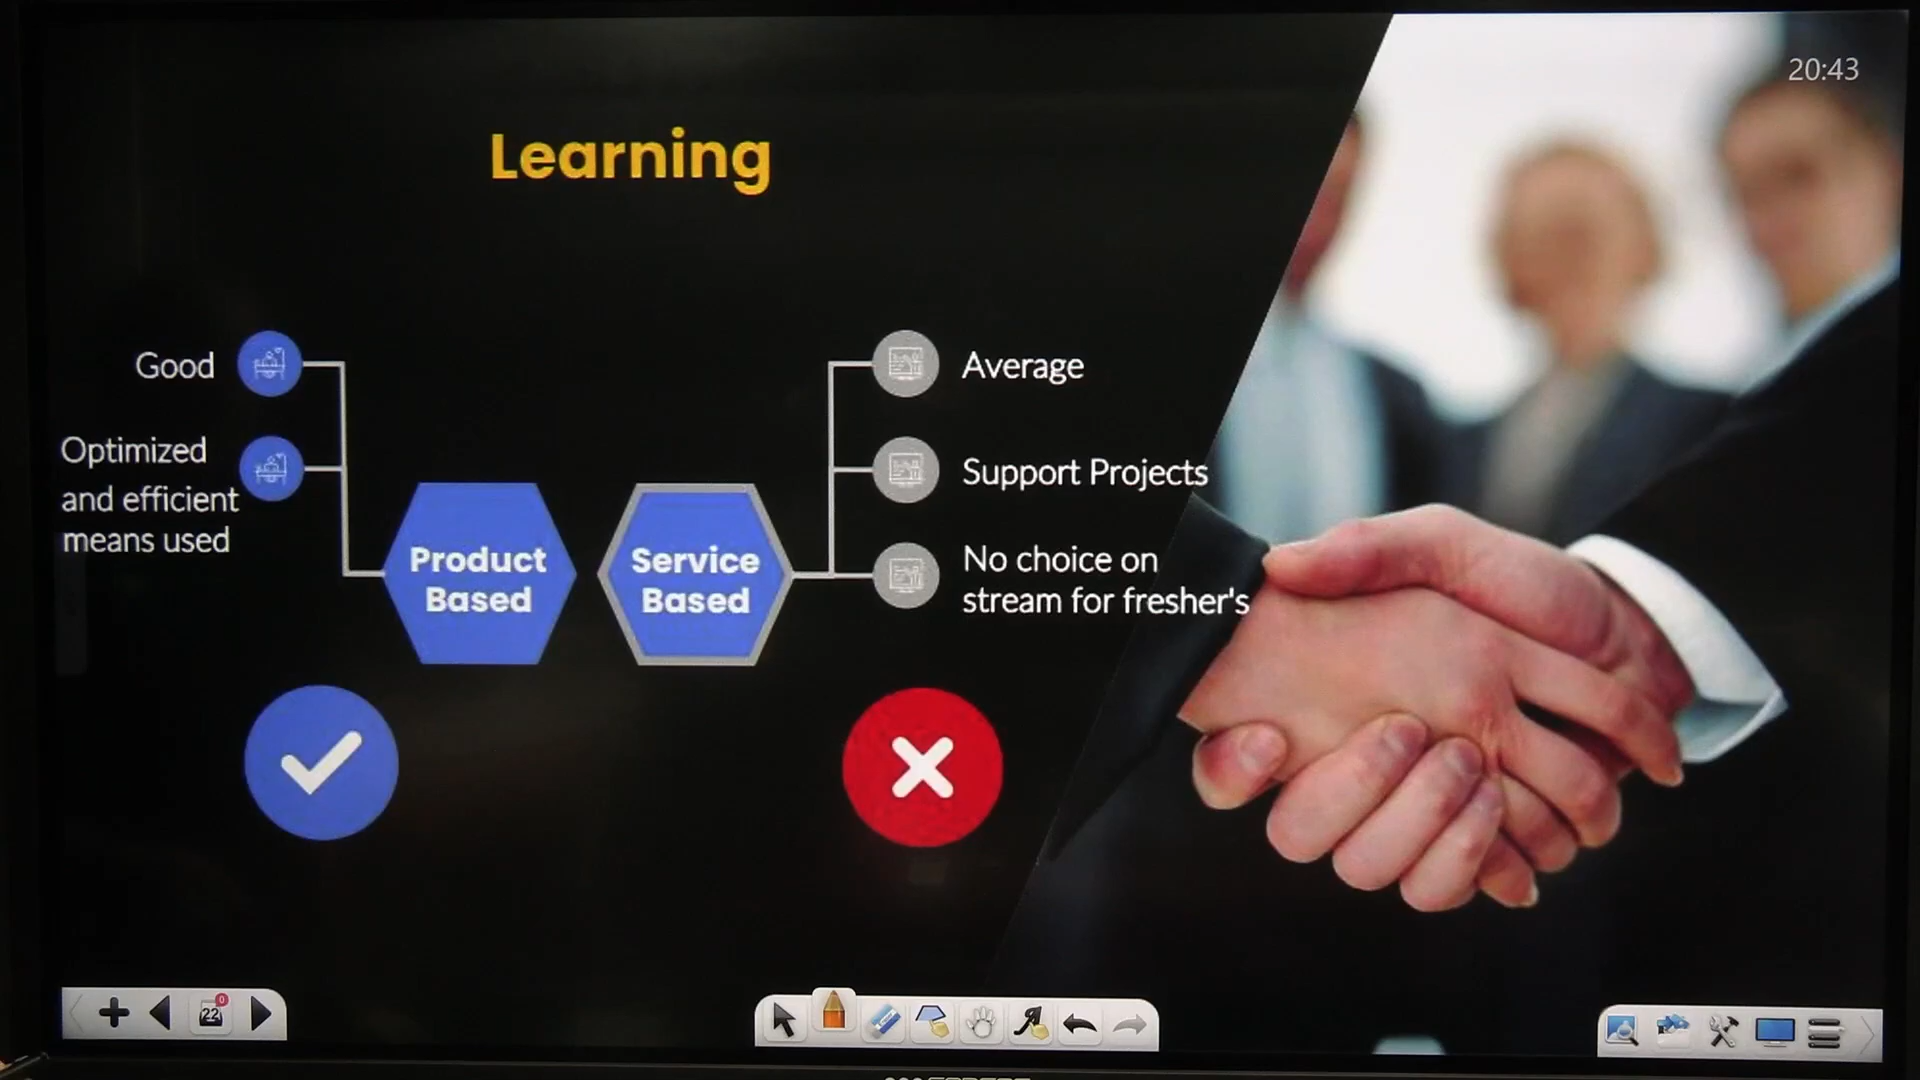 20:43
Learning
Good
Optimized
and efficient
means used
Product
Based
Service
Based
Average
Support Projects
No choice on
stream for fresher's
22
0